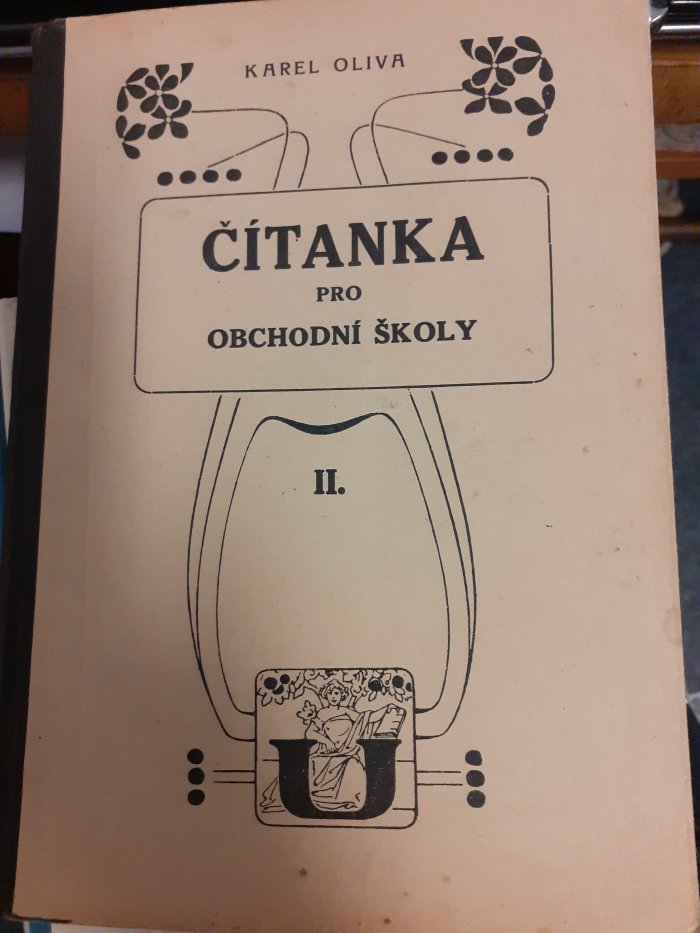 KAREL OLIVA
ČÍTANKA
PRO
OBCHODNÍ ŠKOLY
II.
U